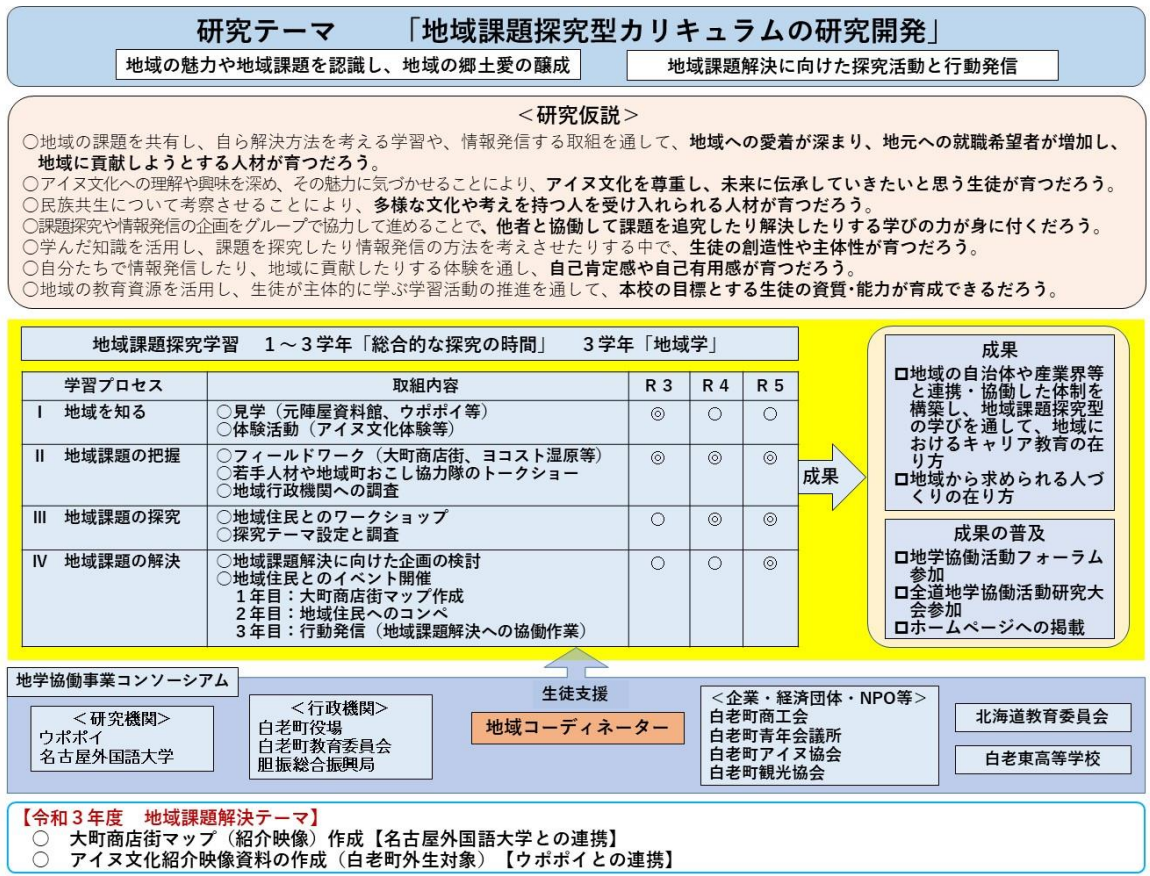 研究テーマ 「地域課題探究型カリキュラムの研究開発」
地域の魅力や地域課題を認識し、地域の郷土愛の醸成
地域課題解決に向けた探究活動と行動発信
＜研究仮説＞
○地域の課題を共有し、自ら解決方法を考える学習や、情報発信する取組を通して、地域への愛着が深まり、地元への就職希望者が増加し、
地域に貢献しようとする人材が育つだろう。
○アイヌ文化への理解や興味を深め、その魅力に気づかせることにより、アイヌ文化を尊重し、未来に伝承していきたいと思う生徒が育つだろう。
○民族共生について考察させることにより、多様な文化や考えを持つ人を受け入れられる人材が育つだろう。
○課題探究や情報発信の企画をグループで協力して進めることで、他者と協働して課題を追究したり解決したりする学びの力が身に付くだろう。
○学んだ知識を活用し、課題を探究したり情報発信の方法を考えさせたりする中で、生徒の創造性や主体性が育つだろう。
○自分たちで情報発信したり、地域に貢献したりする体験を通し、自己肯定感や自己有用感が育つだろう。
○地域の教育資源を活用し、生徒が主体的に学ぶ学習活動の推進を通して、本校の目標とする生徒の資質･能力が育成できるだろう。
地域課題探究学習 １～３学年「総合的な探究の時間」 ３学年「地域学」
学習プロセス 取組内容 Ｒ３ Ｒ４ Ｒ５
Ⅰ 地域を知る ○見学（元陣屋資料館、ウポポイ等） ◎ ○ ○
○体験活動（アイヌ文化体験等）
Ⅱ 地域課題の把握 ○フィールドワーク（大町商店街、ヨコスト湿原等） ◎ ◎ ◎
○若手人材や地域町おこし協力隊のトークショー
○地域行政機関への調査
Ⅲ 地域課題の探究 ○地域住民とのワークショップ ○ ◎ ◎
○探究テーマ設定と調査
Ⅳ 地域課題の解決 ○地域課題解決に向けた企画の検討 ○ ○ ◎
○地域住民とのイベント開催
１年目：大町商店街マップ作成
２年目：地域住民へのコンペ
３年目：行動発信（地域課題解決への協働作業）
成果
成果
□地域の自治体や産業界等
と連携・協働した体制を
構築し、地域課題探究型
の学びを通して、地域に
おけるキャリア教育の在
り方
□地域から求められる人づ
くりの在り方
成果の普及
□地学協働活動フォーラム
参加
□全道地学協働活動研究大
会参加
□ホームページへの掲載
地学協働事業コンソーシアム
＜研究機関＞
ウポポイ
名古屋外国語大学
＜行政機関＞
白老町役場
白老町教育委員会
胆振総合振興局
生徒支援
地域コーディネーター
＜企業・経済団体・NPO等＞
白老町商工会
白老町青年会議所
白老町アイヌ協会
白老町観光協会
北海道教育委員会
白老東高等学校
【令和３年度 地域課題解決テーマ】
○ 大町商店街マップ（紹介映像）作成【名古屋外国語大学との連携】
○ アイヌ文化紹介映像資料の作成（白老町外生対象）【ウポポイとの連携】